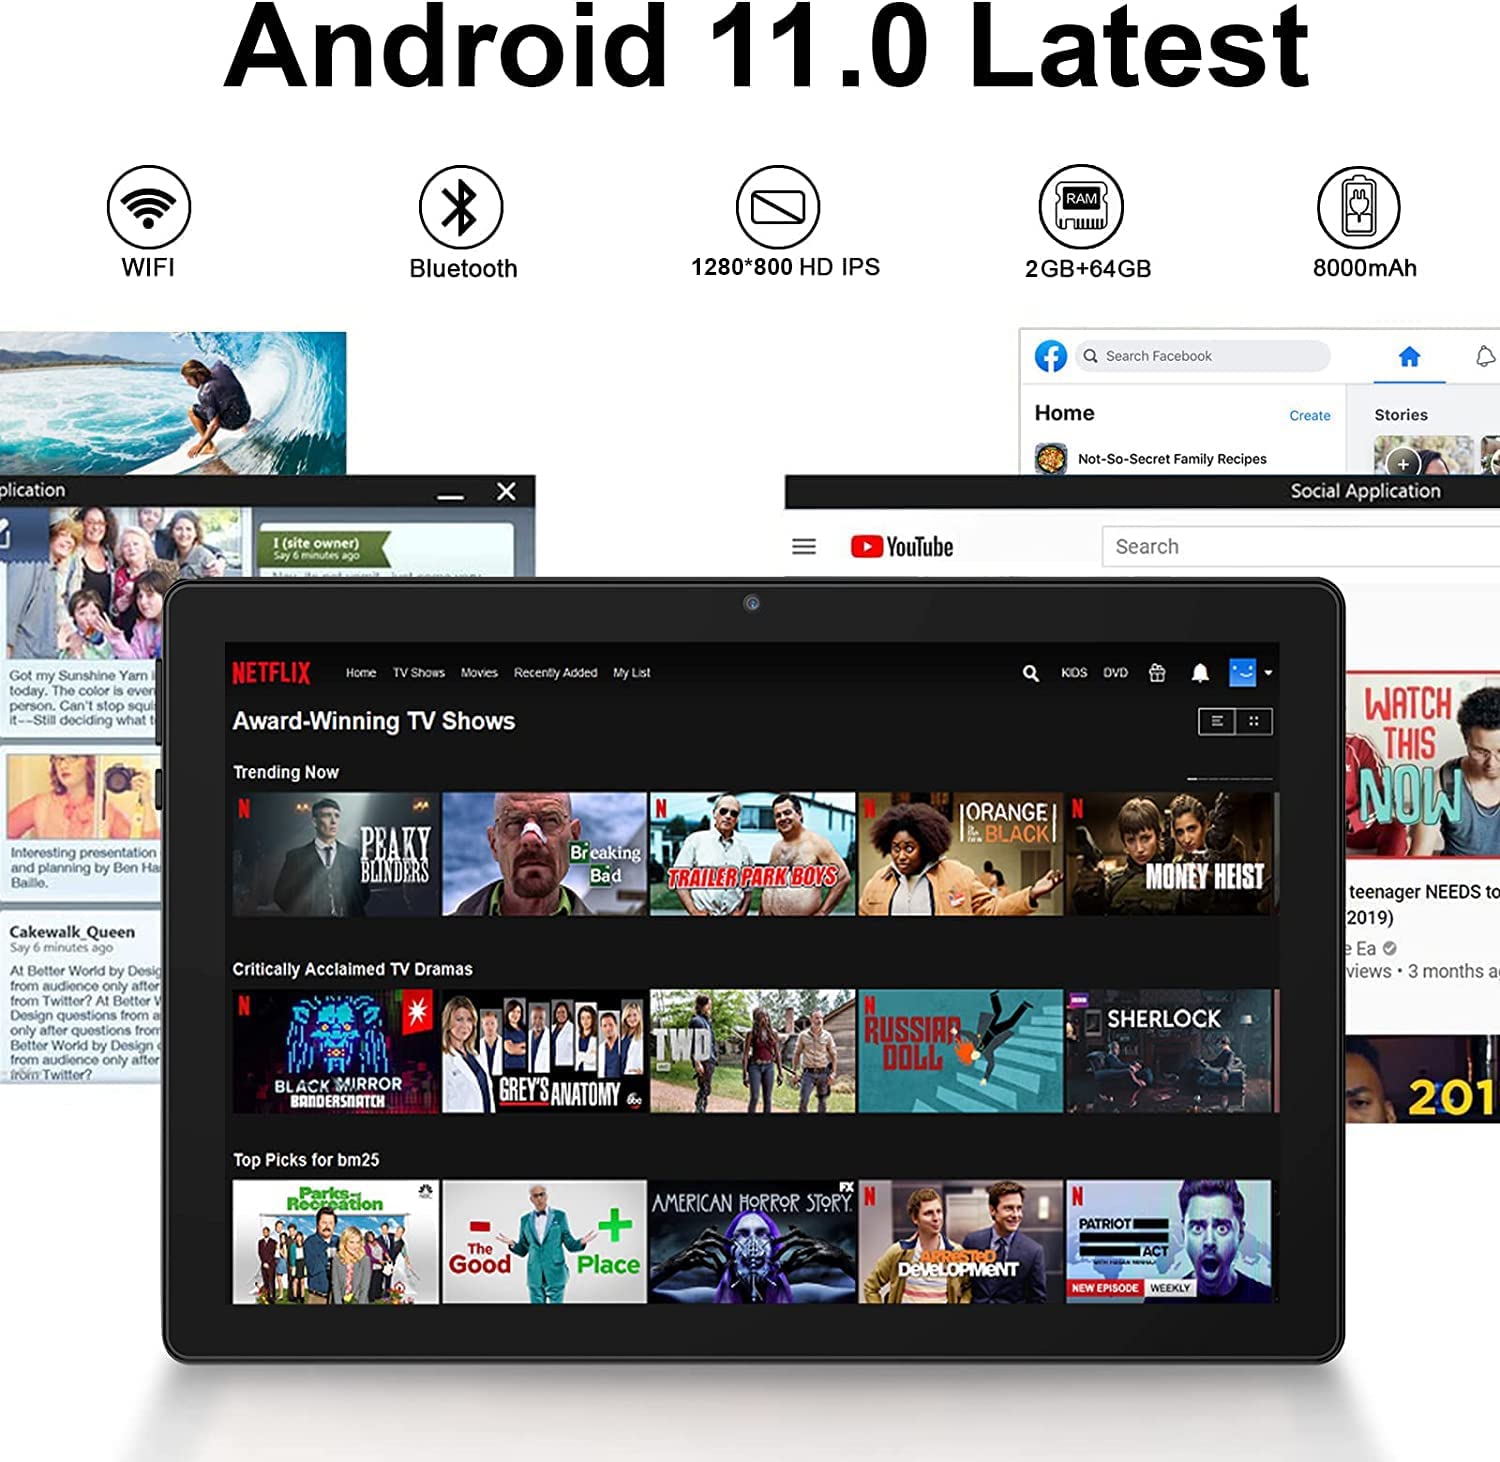 Android 11.0 Latest
WIFI
Bluetooth
1280*800 HD IPS
RAM
2GB+64GB
8000mAh
Search Facebook
Home
Create
Stories
Not-So-Secret Family Recipes
plication
Social Application
I (site owner)
Say 6 minutes ago
YouTube
Search
Got my Sunshine Yarn i
today. The color is even
person. Can't stop squi
it--Still deciding what t
Interesting presentation
and planning by Ben Ha
Baille.
Cakewalk_Queen
Say 6 minutes ago
At Better World by Desig
from audience only after
from Twitter? At Better W
Design questions from a
only after questions from
Better World by Design
from audience only after
from Twitter?
NETFLIX
Home TV Shows Movies Recently Added My List
KIDS DVD
Award-Winning TV Shows
Trending Now
N
PEAKY
BLINDERS
Breaking
Bad
N
TRAILER PARK BOYS
N
ORANGE
is the new
BLACK
N
MONEY HEIST
Critically Acclaimed TV Dramas
N
BLACK MIRROR
BANDERSNATCH
GREY'S ANATOMY
abc
TWD
amc
N
RUSSIAN
DOLL
BBC
SHERLOCK
Top Picks for bm25
Parks and
Recreation
NBC
The
Good
Place
FX
AMERICAN HORROR STORY
N
ARRESTED
DEVELOPMENT
N
PATRIOT
ACT
WITH HASAN MINHAJ
NEW EPISODE WEEKLY
WATCH
THIS
NOW
teenager NEEDS to
2019)
e Ea
views • 3 months a
201